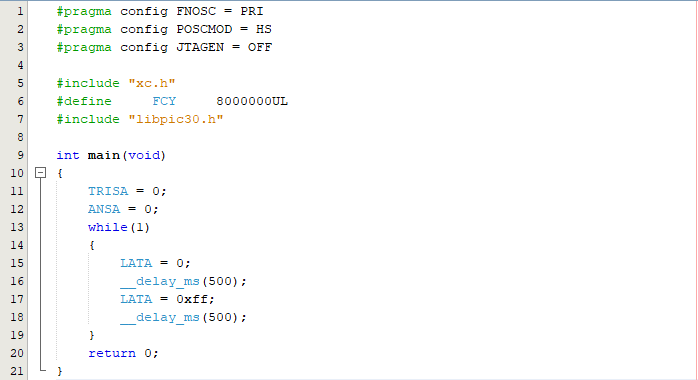 1 #pragma config FNOSC = PRI
2 #pragma config POSCMOD = HS
3 #pragma config JTAGEN = OFF
4
5 #include "xc.h"
6 #define FCY 8000000UL
7 #include "libpic30.h"
8
9 int main(void)
10 {
11 TRISA = 0;
12 ANSA = 0;
13 while(1)
14 {
15 LATA = 0;
16 __delay_ms(500);
17 LATA = 0xff;
18 __delay_ms(500);
19 }
20 return 0;
21 }